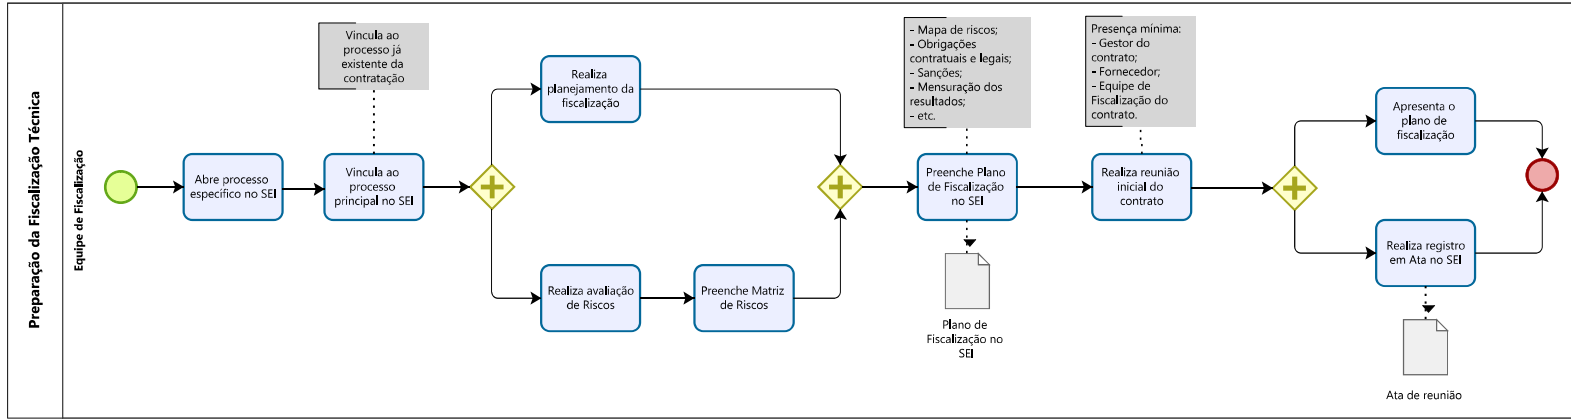 Preparação da Fiscalização Técnica
Equipe de Fiscalização
Abre processo
específico no SEI
Vincula ao
processo já
existente da
contratação
Vincula ao
processo
principal no SEI
Realiza
planejamento da
fiscalização
Realiza avaliação
de Riscos
Preenche Matriz
de Riscos
- Mapa de riscos;
- Obrigações
contratuais e legais;
- Sanções;
- Mensuração dos
resultados;
- etc.
Preenche Plano
de Fiscalização
no SEI
Plano de
Fiscalização no
SEI
Presença mínima:
- Gestor do
contrato;
- Fornecedor;
- Equipe de
Fiscalização do
contrato.
Realiza reunião
inicial do
contrato
Apresenta o
plano de
fiscalização
Realiza registro
em Ata no SEI
Ata de reunião